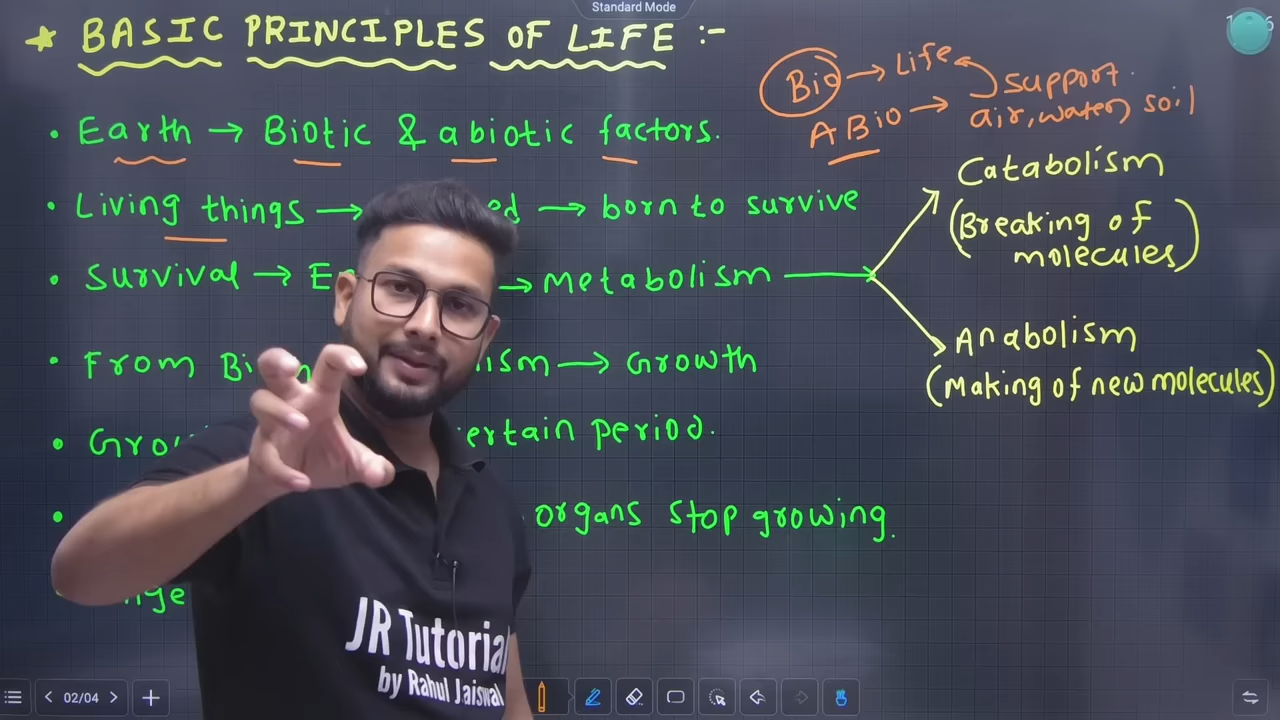 Standard Mode
★ BASIC PRINCIPLES OF LIFE :-
Bio → Life
ABio → support
air, water, soil
• Earth → Biotic & abiotic factors.
• Living things → → born to survive
• Survival → → Metabolism →
Catabolism
(Breaking of
molecules)
Anabolism
(Making of new molecules)
• From → Growth
• period.
• organs stop growing.
JR Tutorial
by Rahul Jaiswal
02/04